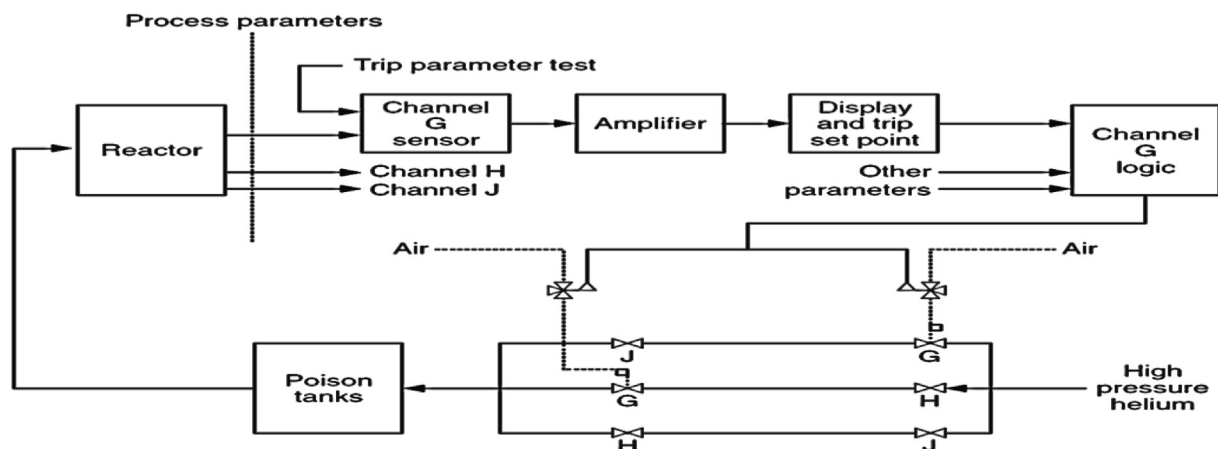 Process parameters
Trip parameter test
Channel
G
sensor
Amplifier
Display
and trip
set point
Channel
G
logic
Reactor
Channel H
Channel J
Other
parameters
Air
Air
J
G
Poison
tanks
G
H
High
pressure
helium
H
J